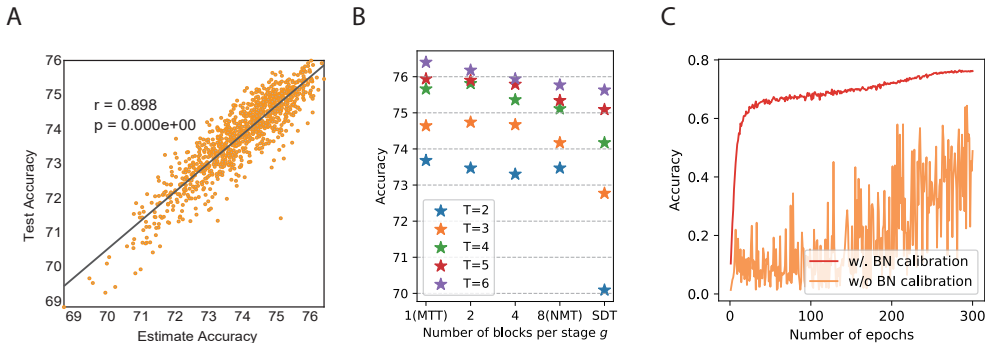 A
76
75
74
73
72
71
70
69
r = 0.898
p = 0.000e+00
Test Accuracy
69 70 71 72 73 74 75 76
Estimate Accuracy
B
76
75
74
73
72
71
70
Accuracy
T=2
T=3
T=4
T=5
T=6
1(MTT) 2 4 8(NMT) SDT
Number of blocks per stage g
C
0.8
0.6
0.4
0.2
0.0
Accuracy
w/. BN calibration
w/o BN calibration
0 100 200 300
Number of epochs